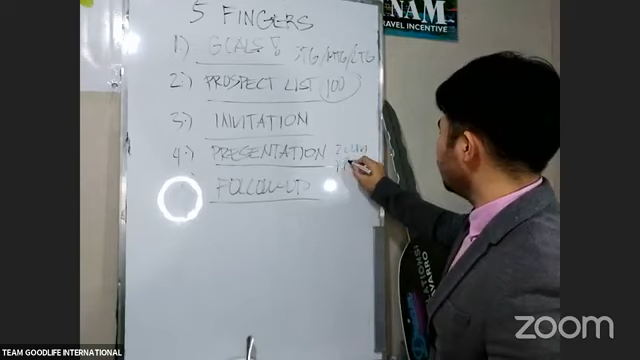 5 FINGERS
NAM
TRAVEL INCENTIVE
1) GOALS STG/MTG/LTG
2.) PROSPECT LIST 100
3.) INVITATION
4.) PRESENTATION
FOLLOW-UP
TEAM GOODLIFE INTERNATIONAL
zoom